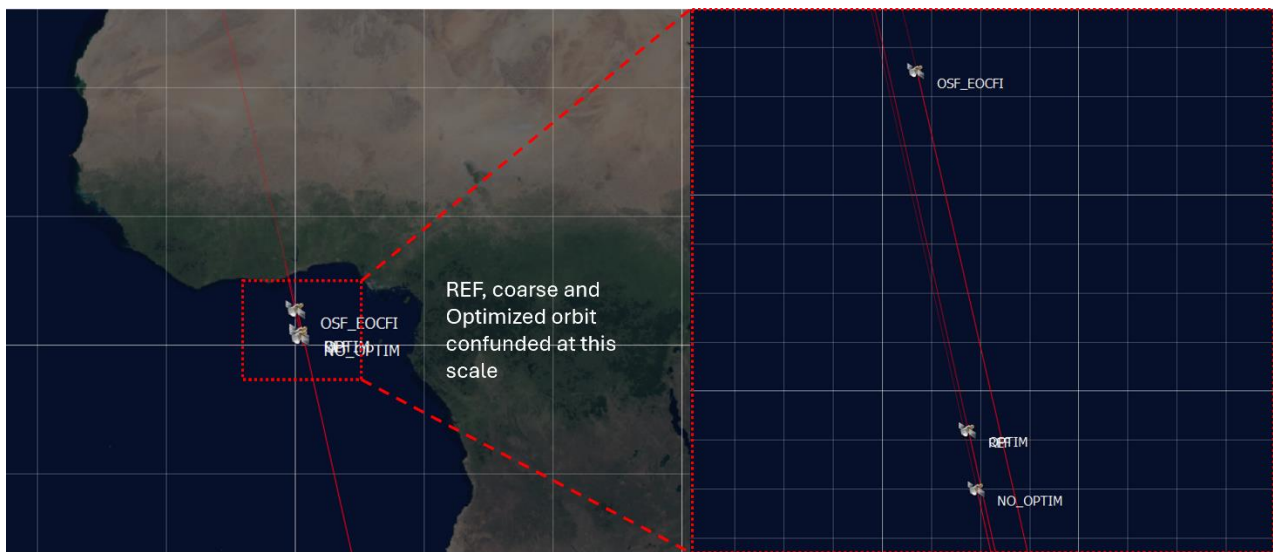 OSF_EOCFI
NO_OPTIM
REF, coarse and
Optimized orbit
confunded at this
scale
OSF_EOCFI
NO_OPTIM